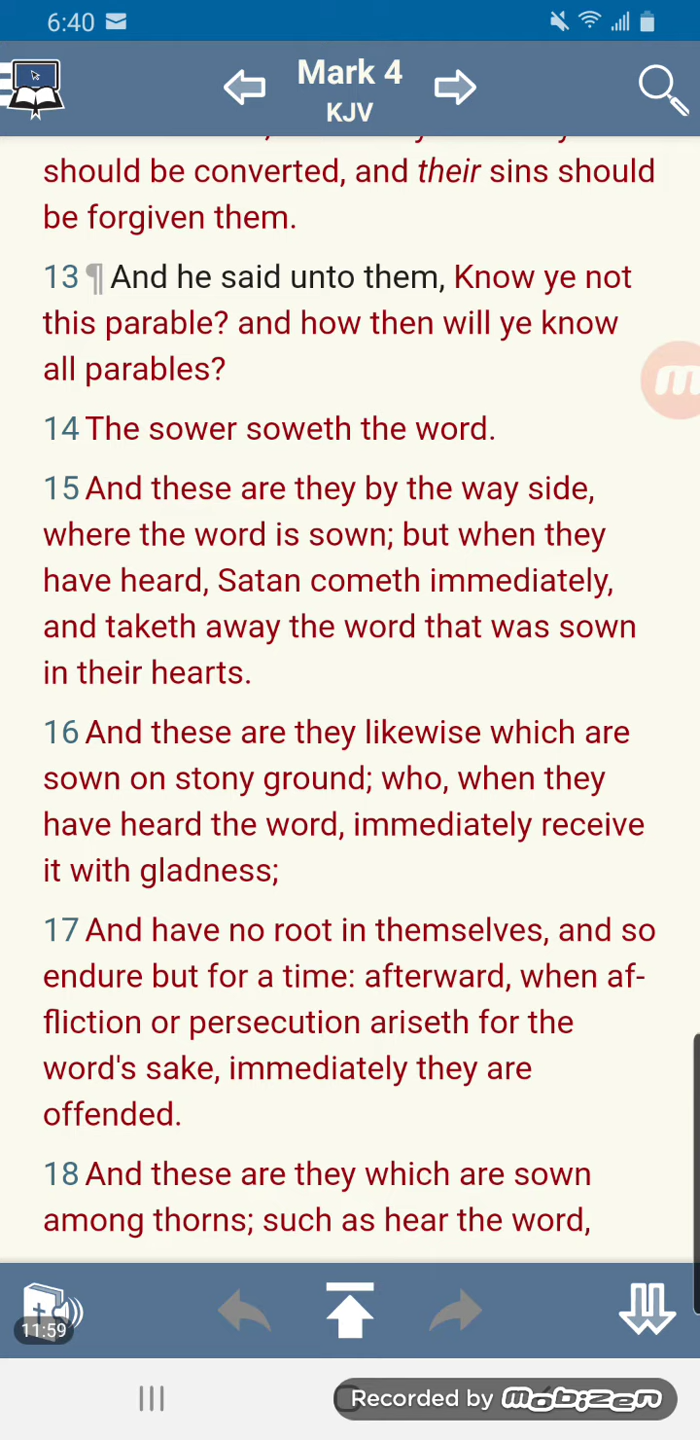 6:40
Mark 4
KJV
should be converted, and their sins should
be forgiven them.
13 ¶ And he said unto them, Know ye not
this parable? and how then will ye know
all parables?
14 The sower soweth the word.
15 And these are they by the way side,
where the word is sown; but when they
have heard, Satan cometh immediately,
and taketh away the word that was sown
in their hearts.
16 And these are they likewise which are
sown on stony ground; who, when they
have heard the word, immediately receive
it with gladness;
17 And have no root in themselves, and so
endure but for a time: afterward, when af-
fliction or persecution ariseth for the
word's sake, immediately they are
offended.
18 And these are they which are sown
among thorns; such as hear the word,
11:59
Recorded by mobizen